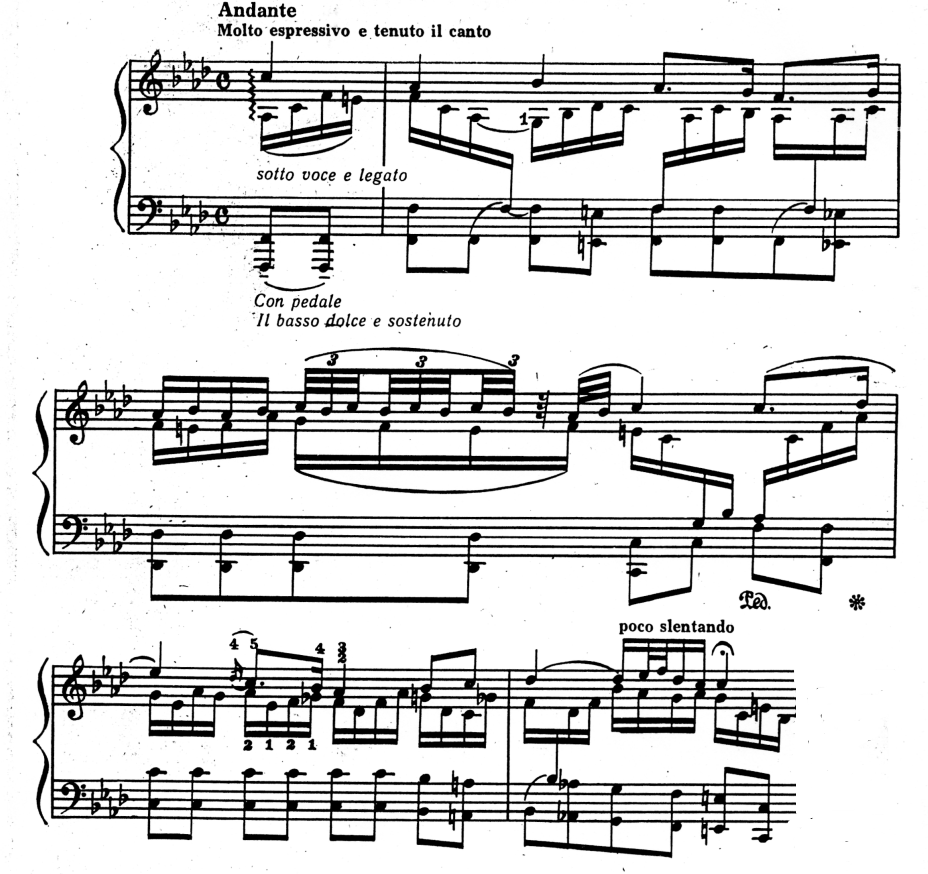 Andante
Molto espressivo e tenuto il canto
1
sotto voce e legato
Con pedale
Il basso dolce e sostenuto
3 3 3
Ped. *
poco slentando
4 5 4 3
2
2 1 2 1